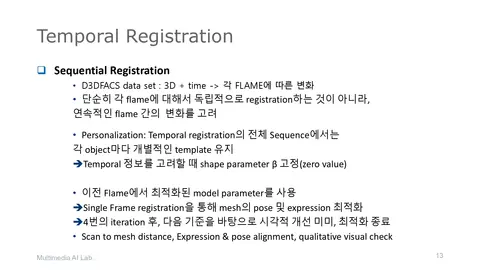 Temporal Registration
❑ Sequential Registration
• D3DFACS data set : 3D + time -> 각 FLAME에 따른 변화
• 단순히 각 flame에 대해서 독립적으로 registration하는 것이 아니라,
연속적인 flame 간의 변화를 고려
• Personalization: Temporal registration의 전체 Sequence에서는
각 object마다 개별적인 template 유지
➔Temporal 정보를 고려할 때 shape parameter β 고정(zero value)
• 이전 Flame에서 최적화된 model parameter를 사용
➔Single Frame registration을 통해 mesh의 pose 및 expression 최적화
➔4번의 iteration 후, 다음 기준을 바탕으로 시각적 개선 미미, 최적화 종료
• Scan to mesh distance, Expression & pose alignment, qualitative visual check
Multimedia AI Lab.
13